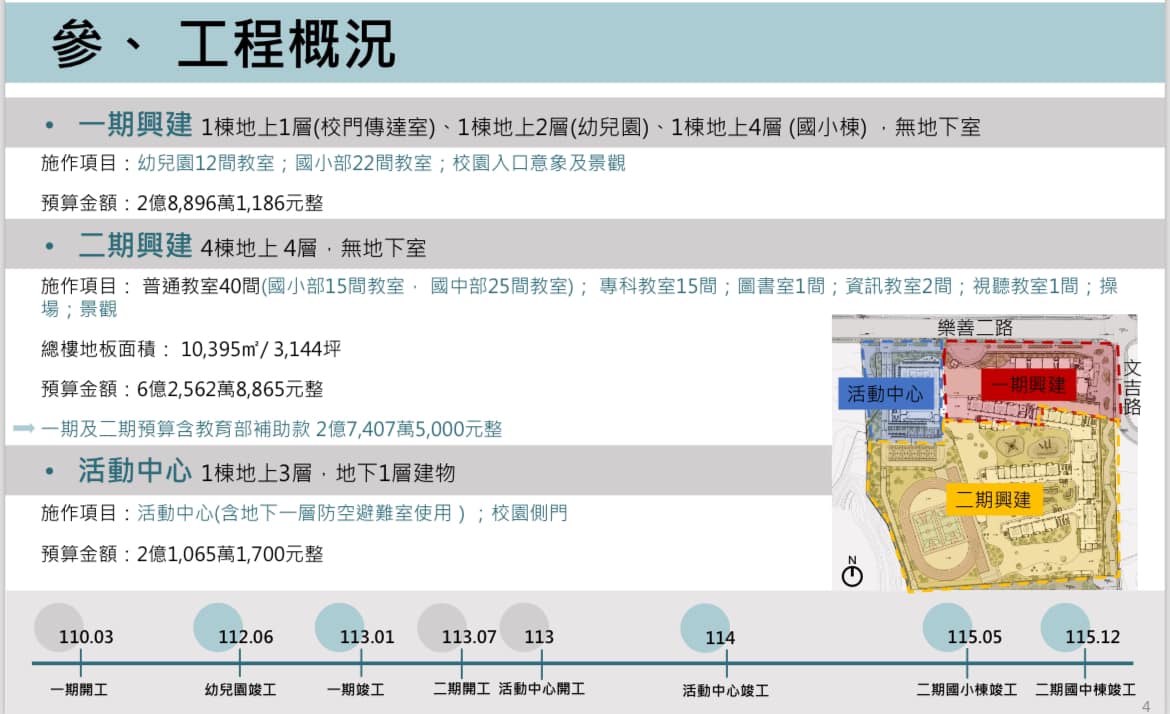 參、 工程概況
• 一期興建 1棟地上1層(校門傳達室)、1棟地上2層(幼兒園)、1棟地上4層 (國小棟) ，無地下室
施作項目：幼兒園12間教室；國小部22間教室；校園入口意象及景觀
預算金額：2億8,896萬1,186元整
• 二期興建 4棟地上 4層，無地下室
施作項目： 普通教室40間(國小部15間教室， 國中部25間教室)； 專科教室15間；圖書室1間；資訊教室2間；視聽教室1間；操
場；景觀
總樓地板面積： 10,395㎡/ 3,144坪
預算金額：6億2,562萬8,865元整
一期及二期預算含教育部補助款 2億7,407萬5,000元整
• 活動中心 1棟地上3層，地下1層建物
施作項目：活動中心(含地下一層防空避難室使用 ) ；校園側門
預算金額：2億1,065萬1,700元整
樂善二路
文吉路
活動中心
一期興建
二期興建
N
110.03
112.06
113.01
113.07
113
114
115.05
115.12
一期開工
幼兒園竣工
一期竣工
二期開工
活動中心開工
活動中心竣工
二期國小棟竣工
二期國中棟竣工
4